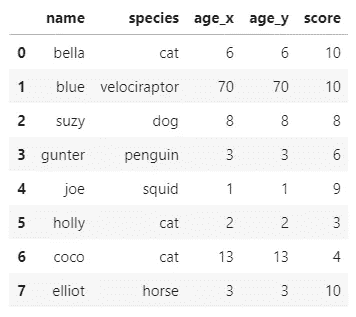 name species age_x age_y score
0 bella cat 6 6 10
1 blue velociraptor 70 70 10
2 suzy dog 8 8 8
3 gunter penguin 3 3 6
4 joe squid 1 1 9
5 holly cat 2 2 3
6 coco cat 13 13 4
7 elliot horse 3 3 10